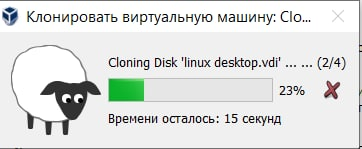 Клонировать виртуальную машину: Clo...
Cloning Disk 'linux desktop.vdi' ... ... (2/4)
23%
Времени осталось: 15 секунд